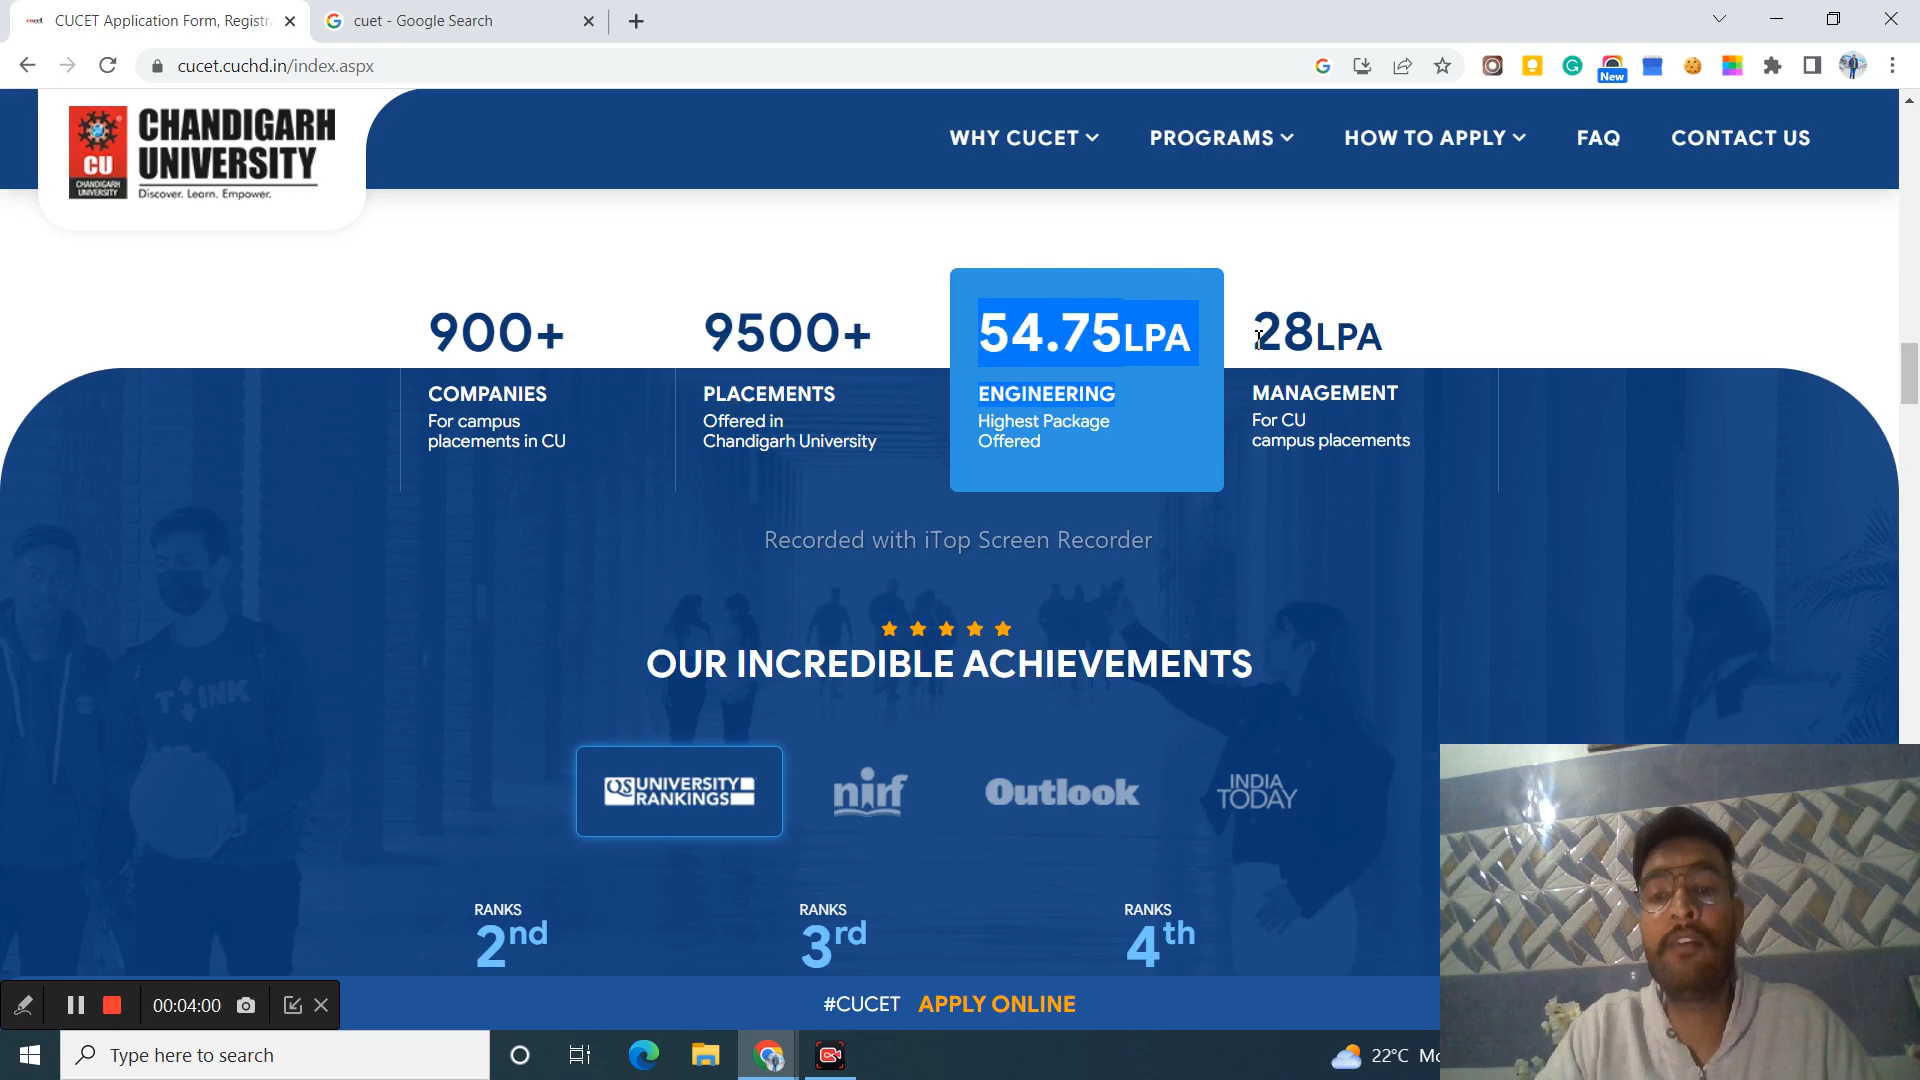 CUCET Application Form, Registr
cuet - Google Search
cucet.cuchd.in/index.aspx
New
CU
CHANDIGARH
UNIVERSITY
CHANDIGARH
UNIVERSITY
Discover. Learn. Empower.
WHY CUCET
PROGRAMS
HOW TO APPLY
FAQ
CONTACT US
900+
COMPANIES
For campus
placements in CU
9500+
PLACEMENTS
Offered in
Chandigarh University
54.75LPA
ENGINEERING
Highest Package
Offered
28LPA
MANAGEMENT
For CU
campus placements
Recorded with iTop Screen Recorder
OUR INCREDIBLE ACHIEVEMENTS
QS UNIVERSITY
RANKINGS
nirf
Outlook
INDIA
TODAY
RANKS
2nd
RANKS
3rd
RANKS
4th
#CUCET APPLY ONLINE
00:04:00
Type here to search
22°C Mo